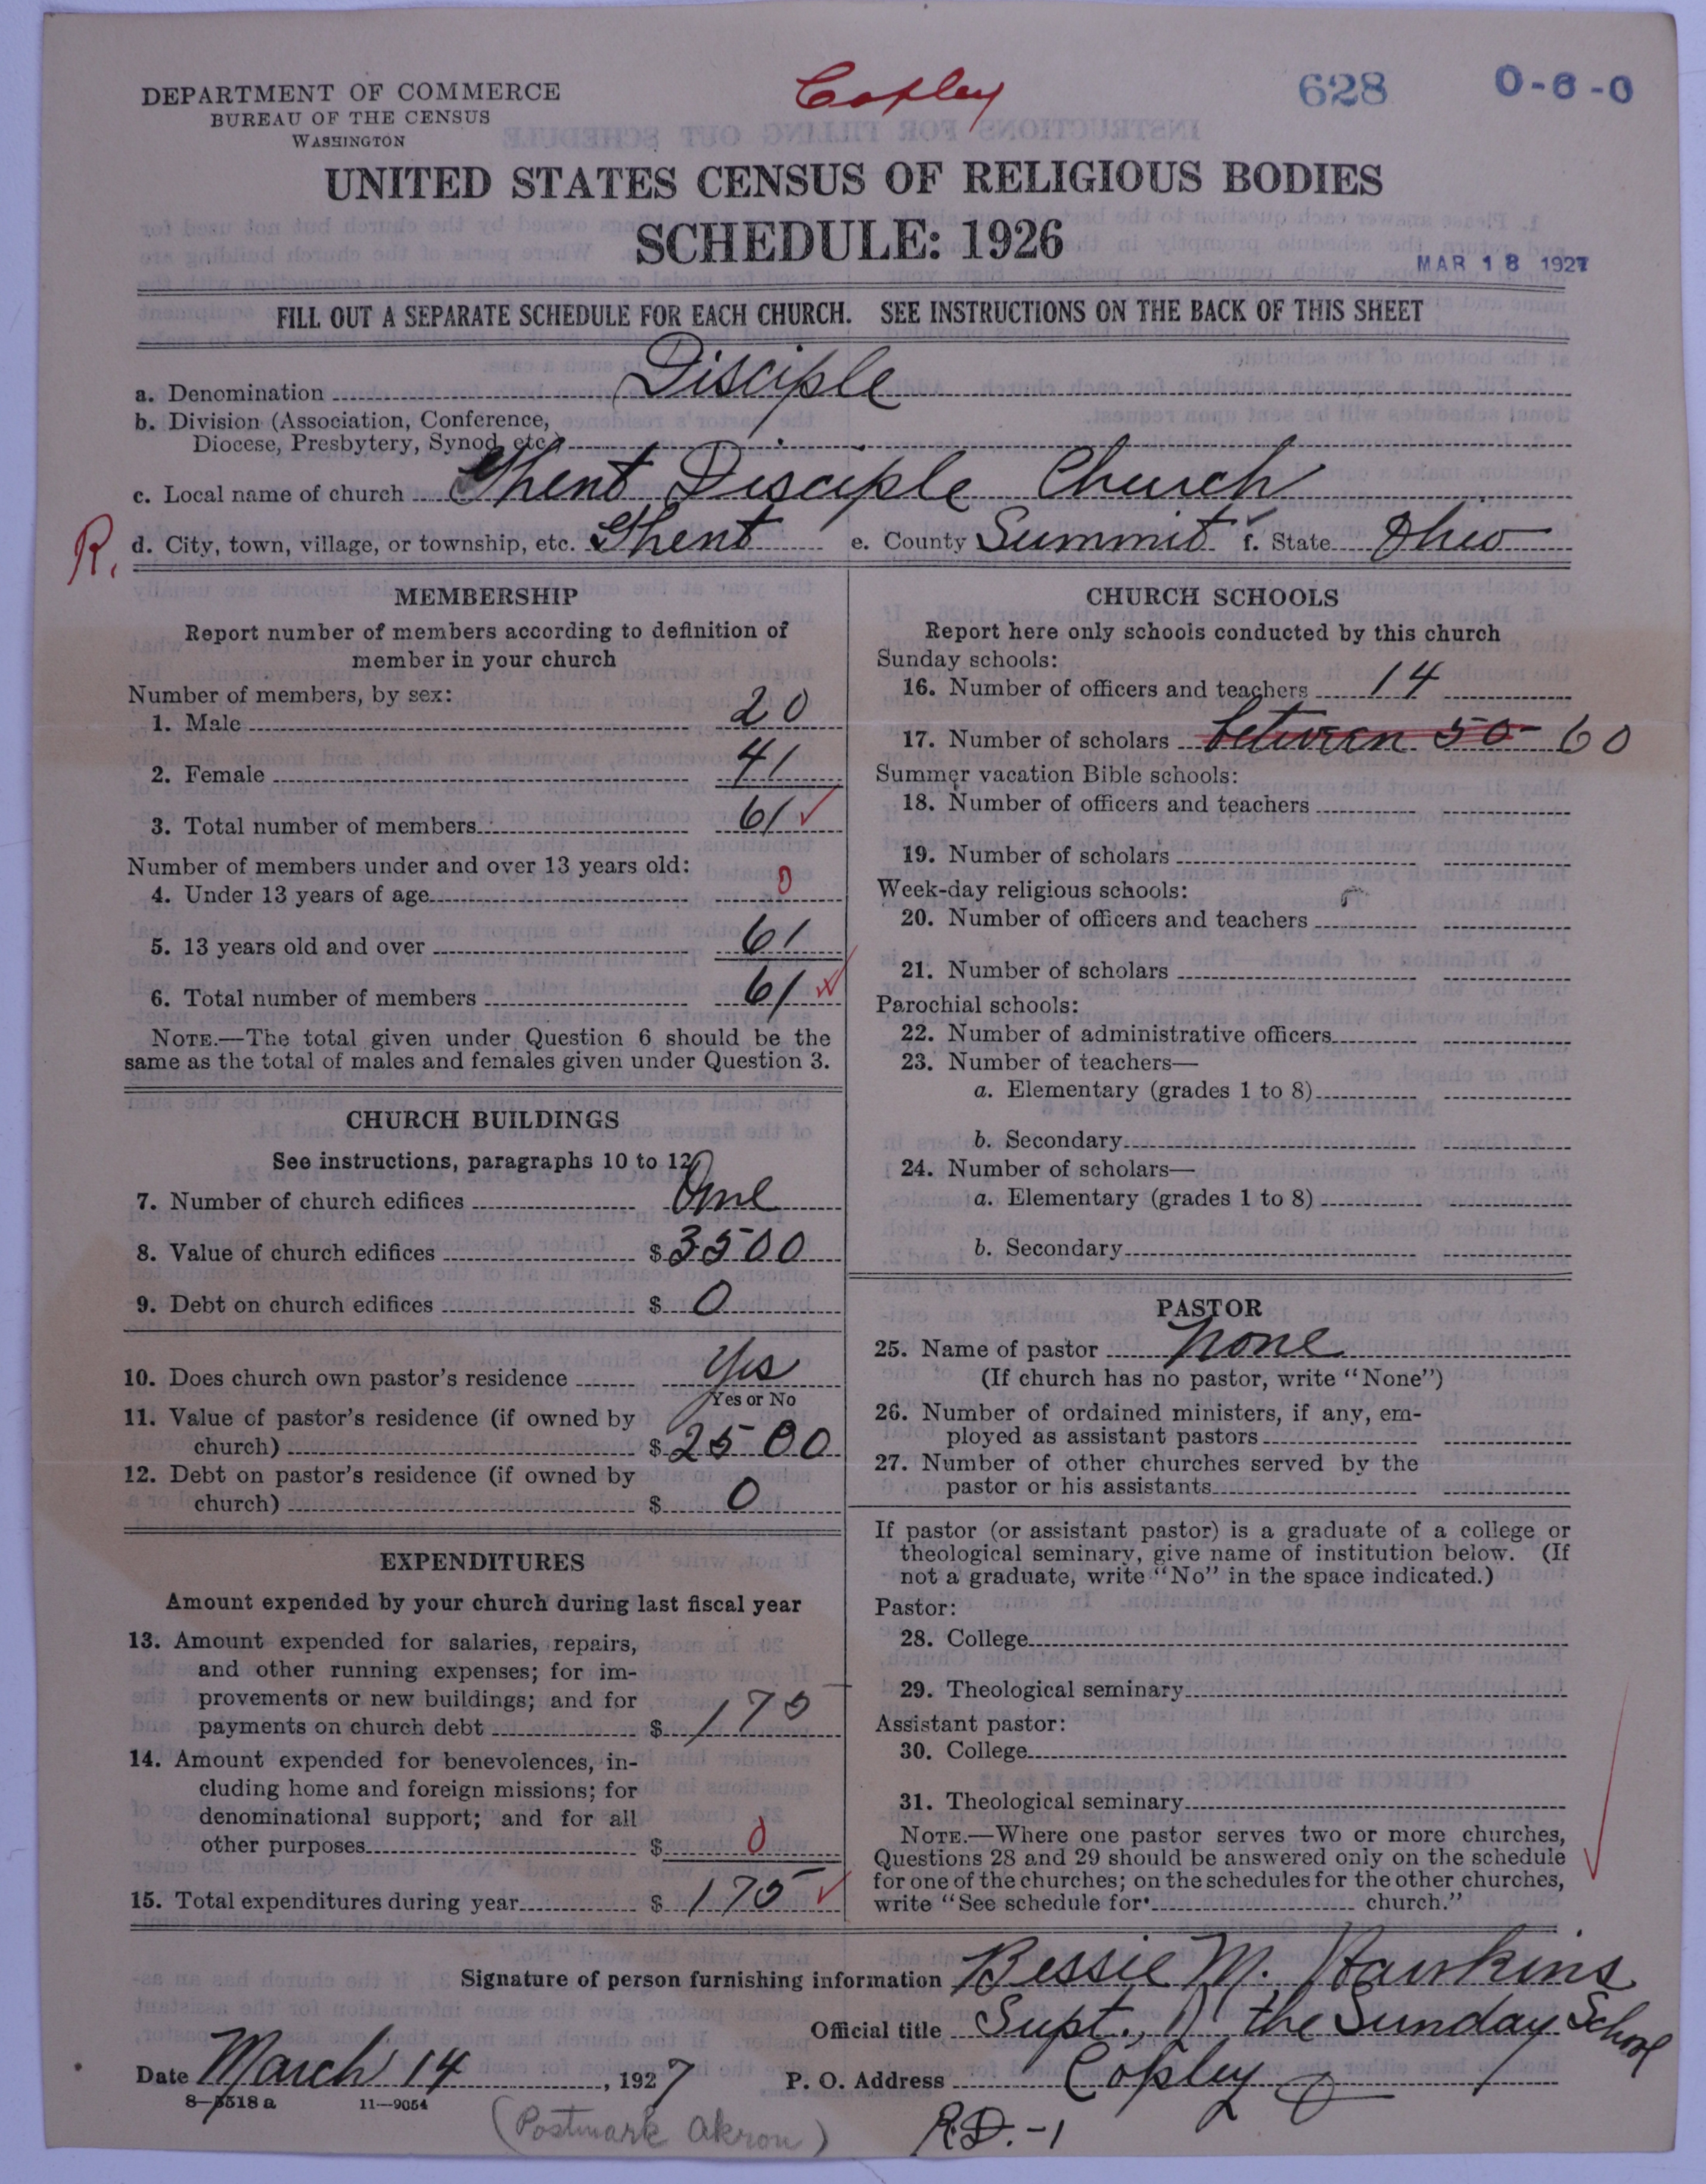 DEPARTMENT OF COMMERCE
BUREAU OF THE CENSUS
WASHINGTON
Copley
628
0-6-0
UNITED STATES CENSUS OF RELIGIOUS BODIES
SCHEDULE: 1926
MAR 18 1927
FILL OUT A SEPARATE SCHEDULE FOR EACH CHURCH. SEE INSTRUCTIONS ON THE BACK OF THIS SHEET
a. Denomination Disciple
b. Division (Association, Conference,
Diocese, Presbytery, Synod, etc.)
c. Local name of church Ghent Disciple Church
R. d. City, town, village, or township, etc. Ghent e. County Summit f. State Ohio
MEMBERSHIP
Report number of members according to definition of
member in your church
Number of members, by sex:
1. Male 20
2. Female 41
3. Total number of members 61
Number of members under and over 13 years old:
4. Under 13 years of age 0
5. 13 years old and over 61
6. Total number of members 61
NOTE.—The total given under Question 6 should be the
same as the total of males and females given under Question 3.
CHURCH BUILDINGS
See instructions, paragraphs 10 to 12
7. Number of church edifices One
8. Value of church edifices $3500
9. Debt on church edifices $ 0
10. Does church own pastor's residence Yes
Yes or No
11. Value of pastor's residence (if owned by
church) $2500
12. Debt on pastor's residence (if owned by
church) $ 0
EXPENDITURES
Amount expended by your church during last fiscal year
13. Amount expended for salaries, repairs,
and other running expenses; for im-
provements or new buildings; and for
payments on church debt $ 175
14. Amount expended for benevolences, in-
cluding home and foreign missions; for
denominational support; and for all
other purposes $ 0
15. Total expenditures during year $ 175
CHURCH SCHOOLS
Report here only schools conducted by this church
Sunday schools:
16. Number of officers and teachers 14
17. Number of scholars between 50 - 60
Summer vacation Bible schools:
18. Number of officers and teachers
19. Number of scholars
Week-day religious schools:
20. Number of officers and teachers
21. Number of scholars
Parochial schools:
22. Number of administrative officers
23. Number of teachers—
a. Elementary (grades 1 to 8)
b. Secondary
24. Number of scholars—
a. Elementary (grades 1 to 8)
b. Secondary
PASTOR
25. Name of pastor None
(If church has no pastor, write "None")
26. Number of ordained ministers, if any, em-
ployed as assistant pastors
27. Number of other churches served by the
pastor or his assistants
If pastor (or assistant pastor) is a graduate of a college or
theological seminary, give name of institution below. (If
not a graduate, write "No" in the space indicated.)
Pastor:
28. College
29. Theological seminary
Assistant pastor:
30. College
31. Theological seminary
NOTE.—Where one pastor serves two or more churches,
Questions 28 and 29 should be answered only on the schedule
for one of the churches; on the schedules for the other churches,
write "See schedule for church."
Signature of person furnishing information Bessie M. Hawkins
Official title Supt., of the Sunday School
Date March 14, 1927 P. O. Address Copley O
8-5518 a 11-9054
(Postmark Akron) R.D.-1